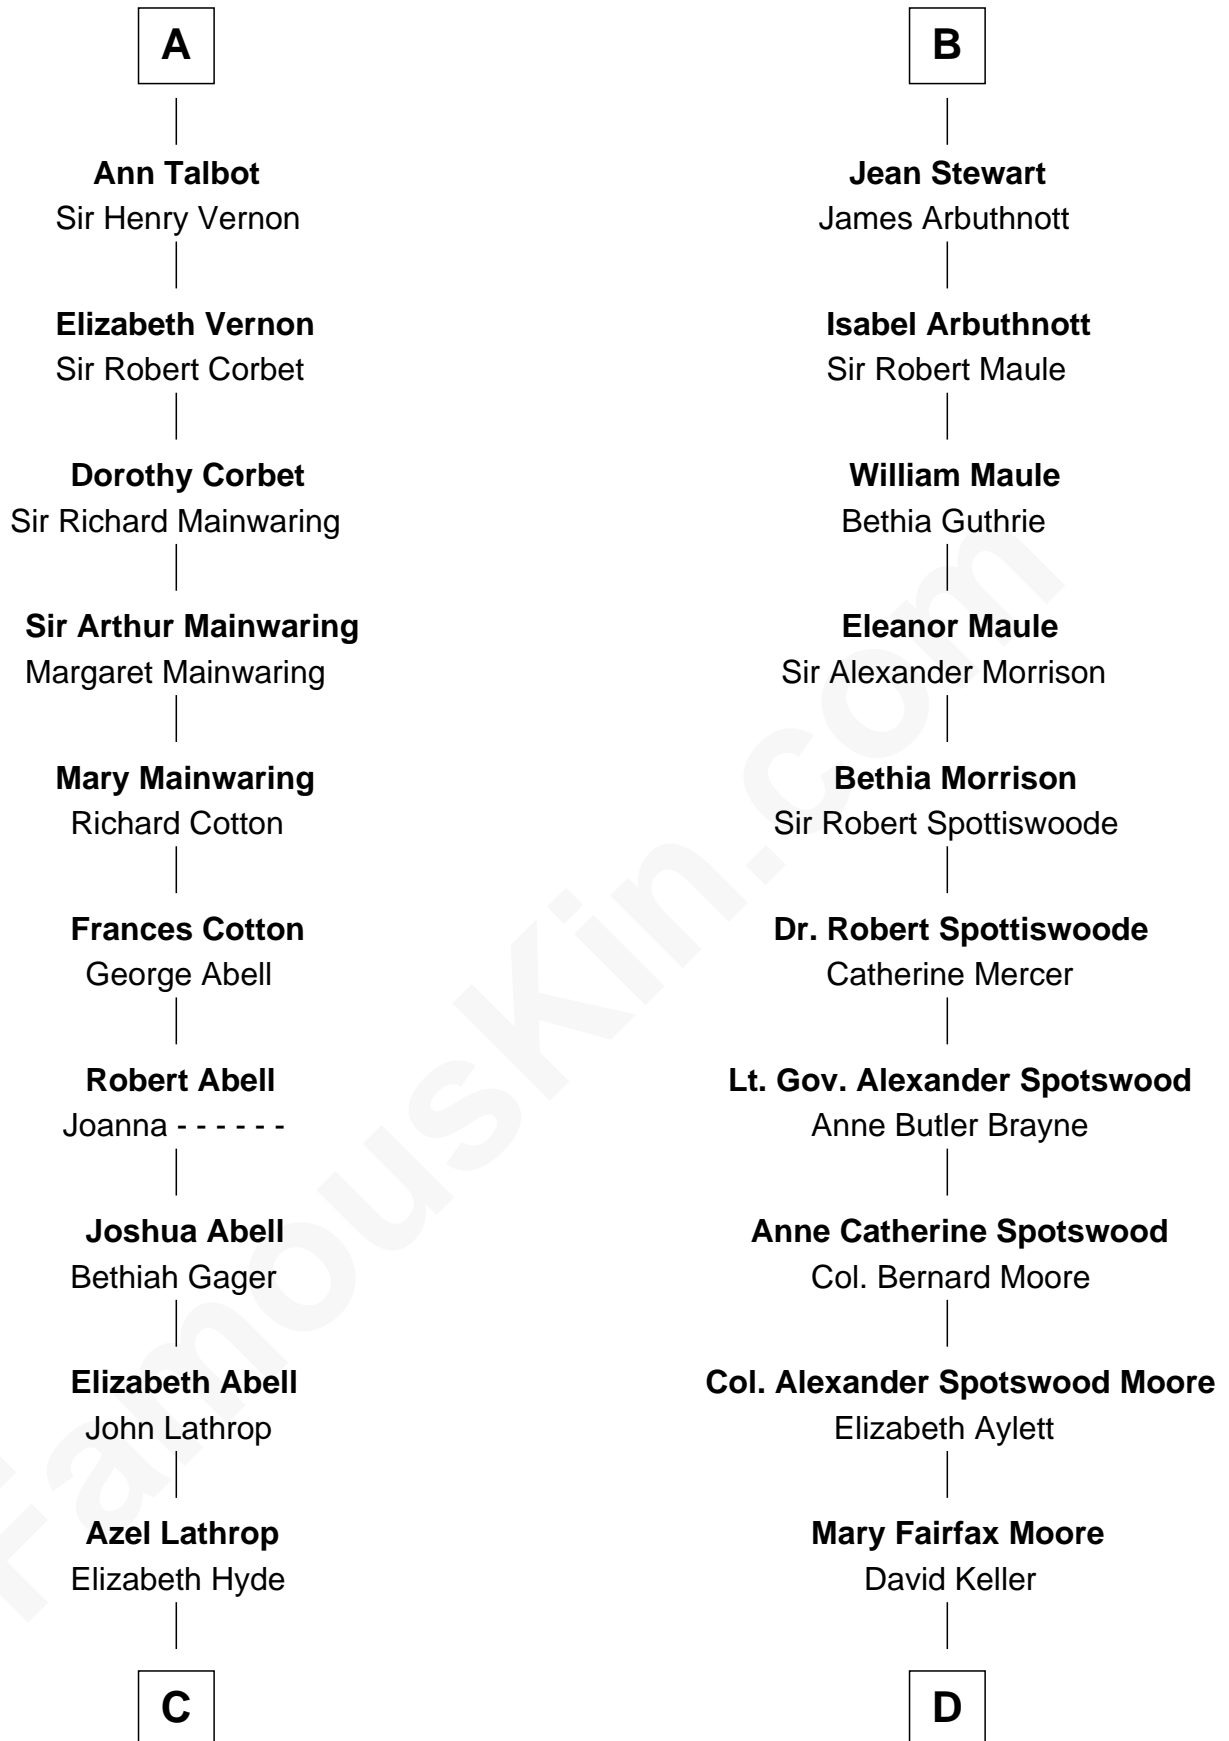 A
Ann Talbot
Sir Henry Vernon
Elizabeth Vernon
Sir Robert Corbet
Dorothy Corbet
Sir Richard Mainwaring
Sir Arthur Mainwaring
Margaret Mainwaring
Mary Mainwaring
Richard Cotton
Frances Cotton
George Abell
Robert Abell
Joanna - - - - - -
Joshua Abell
Bethiah Gager
Elizabeth Abell
John Lathrop
Azel Lathrop
Elizabeth Hyde
C
B
Jean Stewart
James Arbuthnott
Isabel Arbuthnott
Sir Robert Maule
William Maule
Bethia Guthrie
Eleanor Maule
Sir Alexander Morrison
Bethia Morrison
Sir Robert Spottiswoode
Dr. Robert Spottiswoode
Catherine Mercer
Lt. Gov. Alexander Spotswood
Anne Butler Brayne
Anne Catherine Spotswood
Col. Bernard Moore
Col. Alexander Spotswood Moore
Elizabeth Aylett
Mary Fairfax Moore
David Keller
D
FamousKin.com